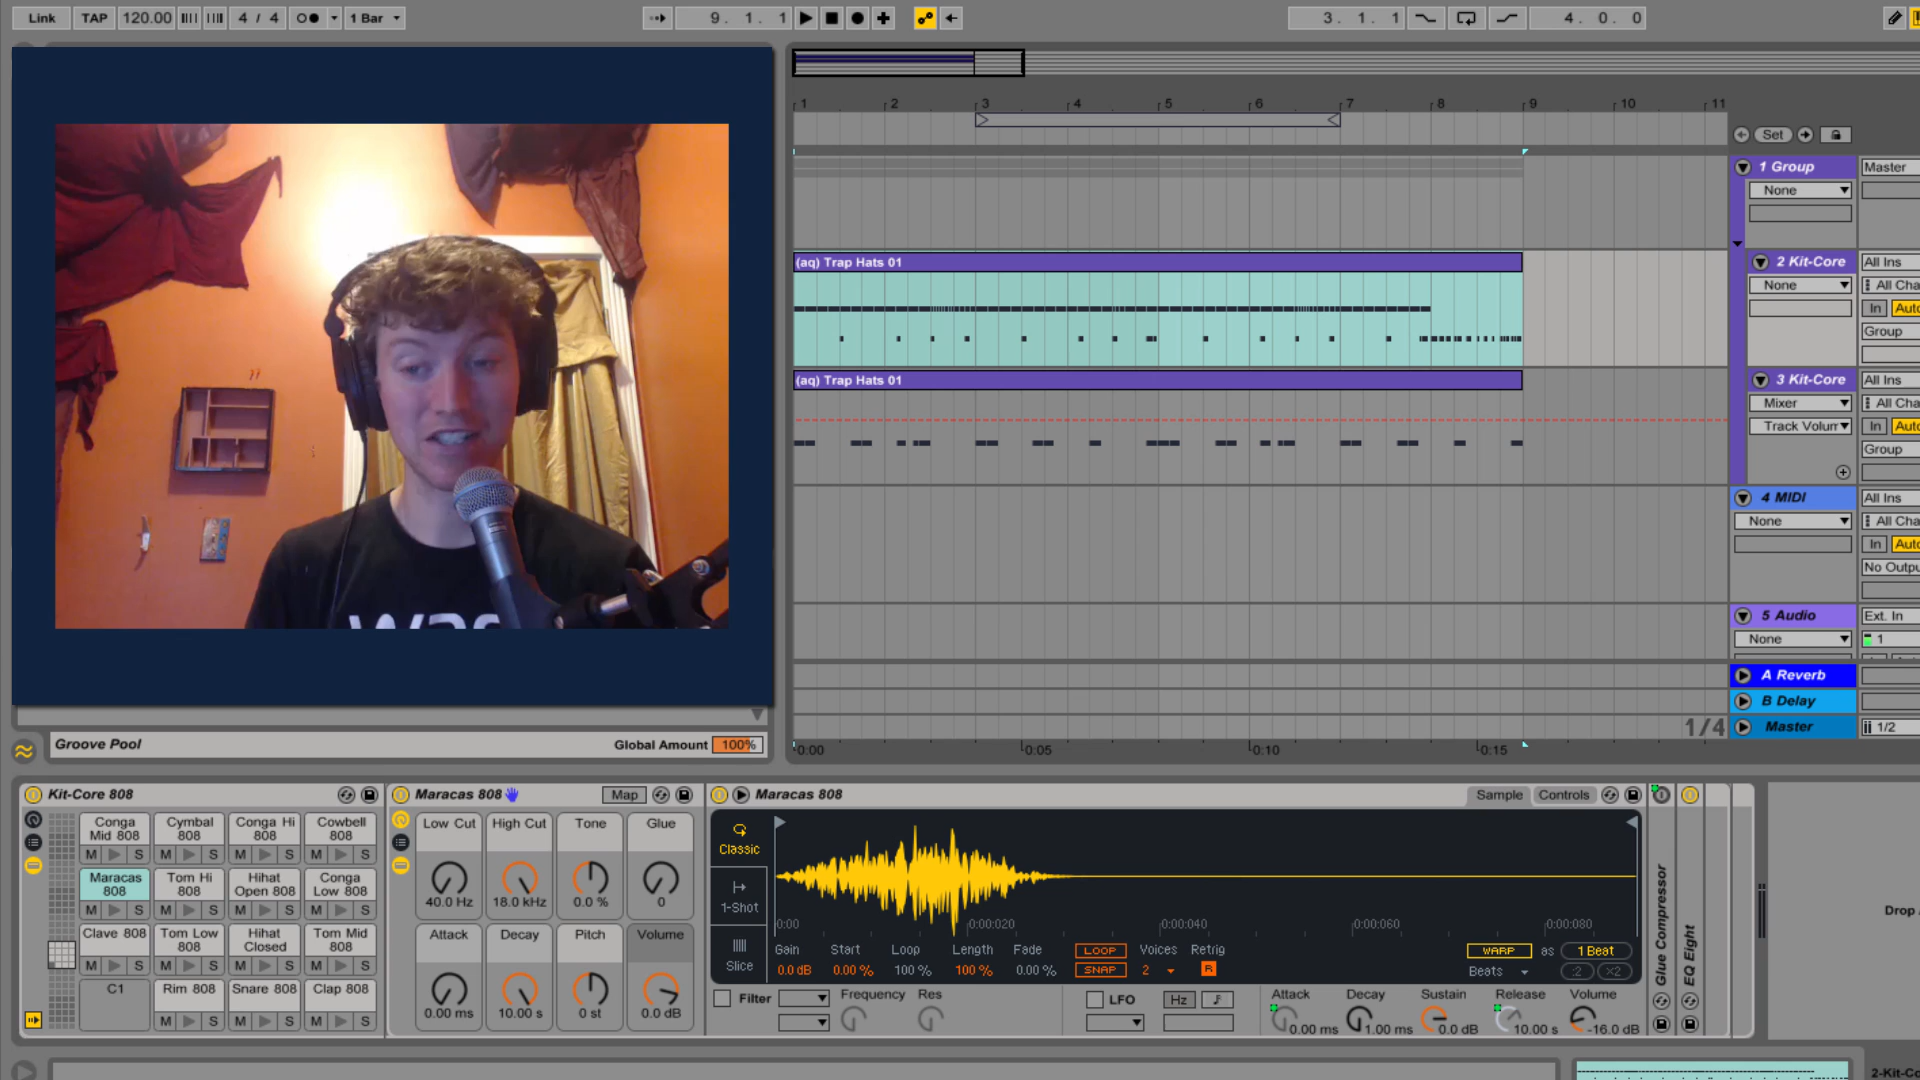 Link TAP 120.00 4 / 4 1 Bar 9. 1. 1 3. 1. 1 4. 0. 0
1 2 3 4 5 6 7 8 9 10 11
Set
1 Group Master
None
(aq) Trap Hats 01
2 Kit-Core All Ins
None All Cha
In Auto
Group
(aq) Trap Hats 01
3 Kit-Core All Ins
Mixer All Cha
Track Volum In Auto
Group
4 MIDI All Ins
None All Cha
In Auto
No Outpu
5 Audio Ext. In
None 1
A Reverb
B Delay
1/4 Master 1/2
0:00 0:05 0:10 0:15
Groove Pool Global Amount 100%
Kit-Core 808
Conga Mid 808 Cymbal 808 Conga Hi 808 Cowbell 808
M S M S M S M S
Maracas 808 Tom Hi 808 Hihat Open 808 Conga Low 808
M S M S M S M S
Clave 808 Tom Low 808 Hihat Closed Tom Mid 808
M S M S M S M S
C1 Rim 808 Snare 808 Clap 808
M S M S M S
Maracas 808 Map
Low Cut High Cut Tone Glue
40.0 Hz 18.0 kHz 0.0 % 0
Attack Decay Pitch Volume
0.00 ms 10.00 s 0 st 0.0 dB
Maracas 808 Sample Controls
Classic
1-Shot
Slice
0:00 0:00:020 0:00:040 0:00:060 0:00:080
Gain Start Loop Length Fade LOOP Voices Retrig WARP as 1 Beat
0.0 dB 0.00 % 100 % 100 % 0.00 % SNAP 2 R Beats :2 ×2
Filter Frequency Res LFO Hz Attack Decay Sustain Release Volume
0.00 ms 1.00 ms 0.0 dB 10.00 s -16.0 dB
Glue Compressor
EQ Eight
Drop
2-Kit-Co